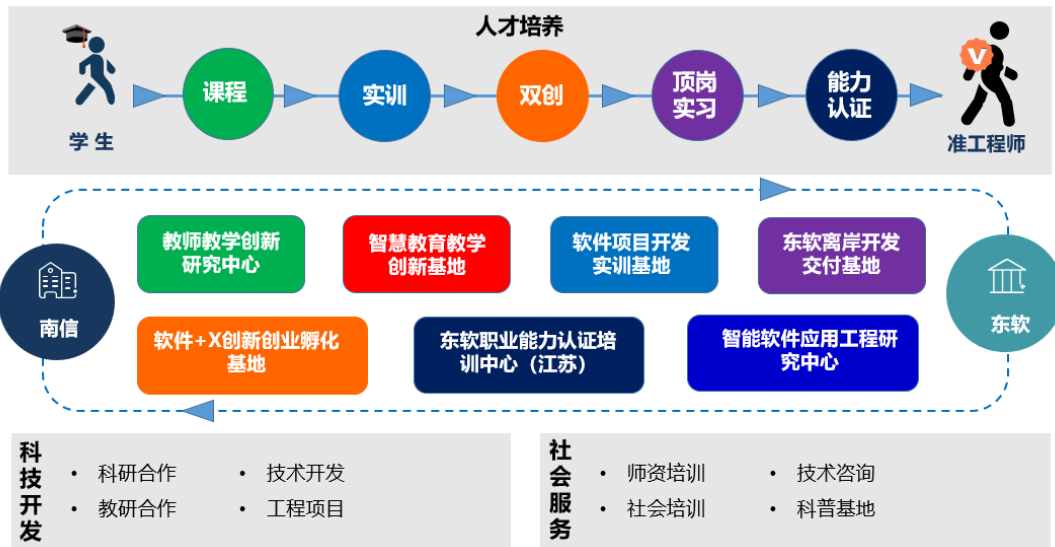 人才培养
学 生
课程
实训
双创
顶岗
实习
能力
认证
V
准工程师
南信
教师教学创新
研究中心
智慧教育教学
创新基地
软件项目开发
实训基地
东软离岸开发
交付基地
软件+X创新创业孵化
基地
东软职业能力认证培
训中心（江苏）
智能软件应用工程研
究中心
东软
科技开发
• 科研合作
• 技术开发
• 教研合作
• 工程项目
社会服务
• 师资培训
• 技术咨询
• 社会培训
• 科普基地